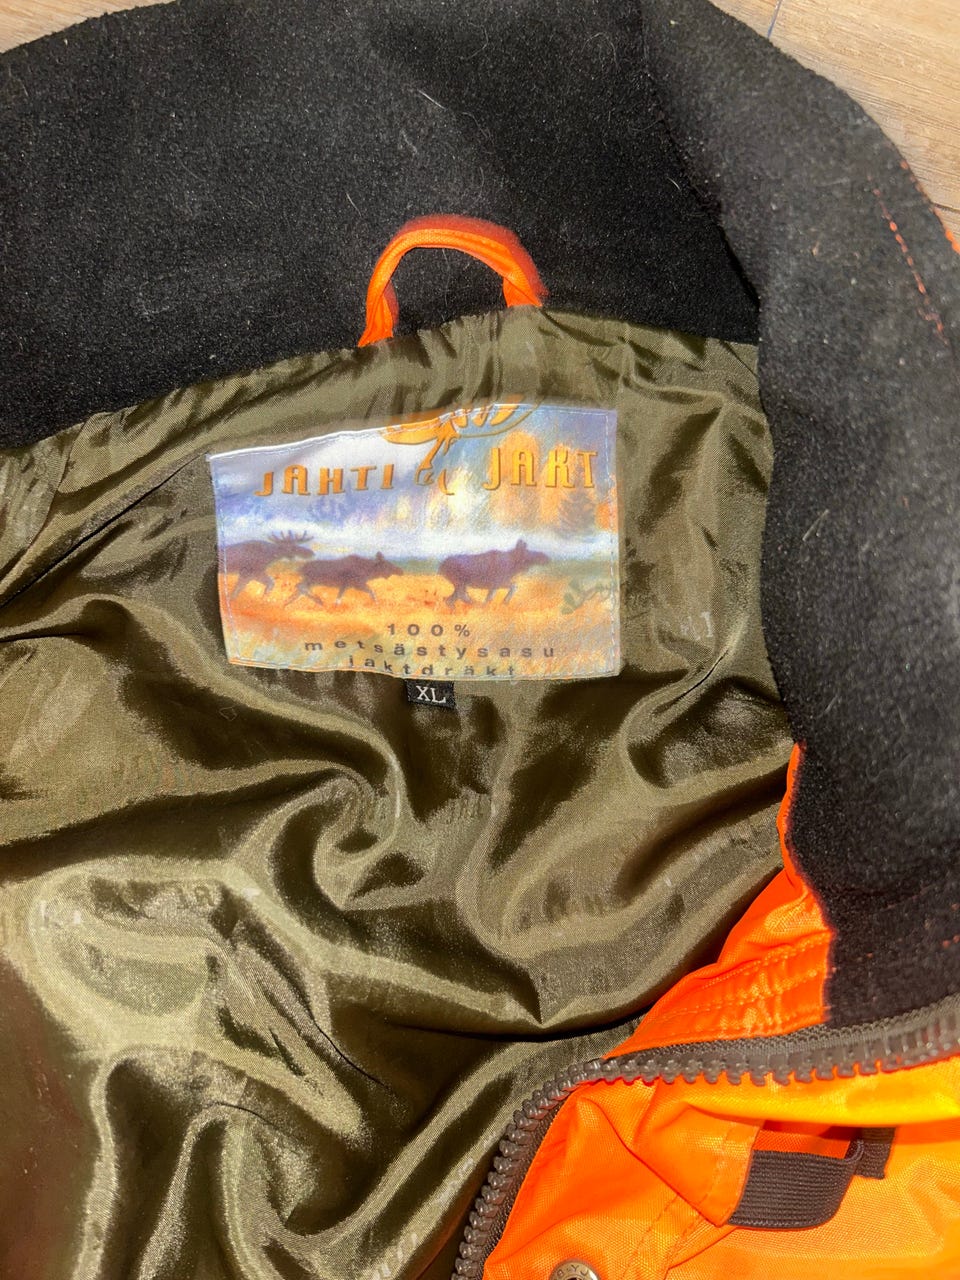 JAHTI JAKT
100%
metsästysasu
jaktdräkt
XL